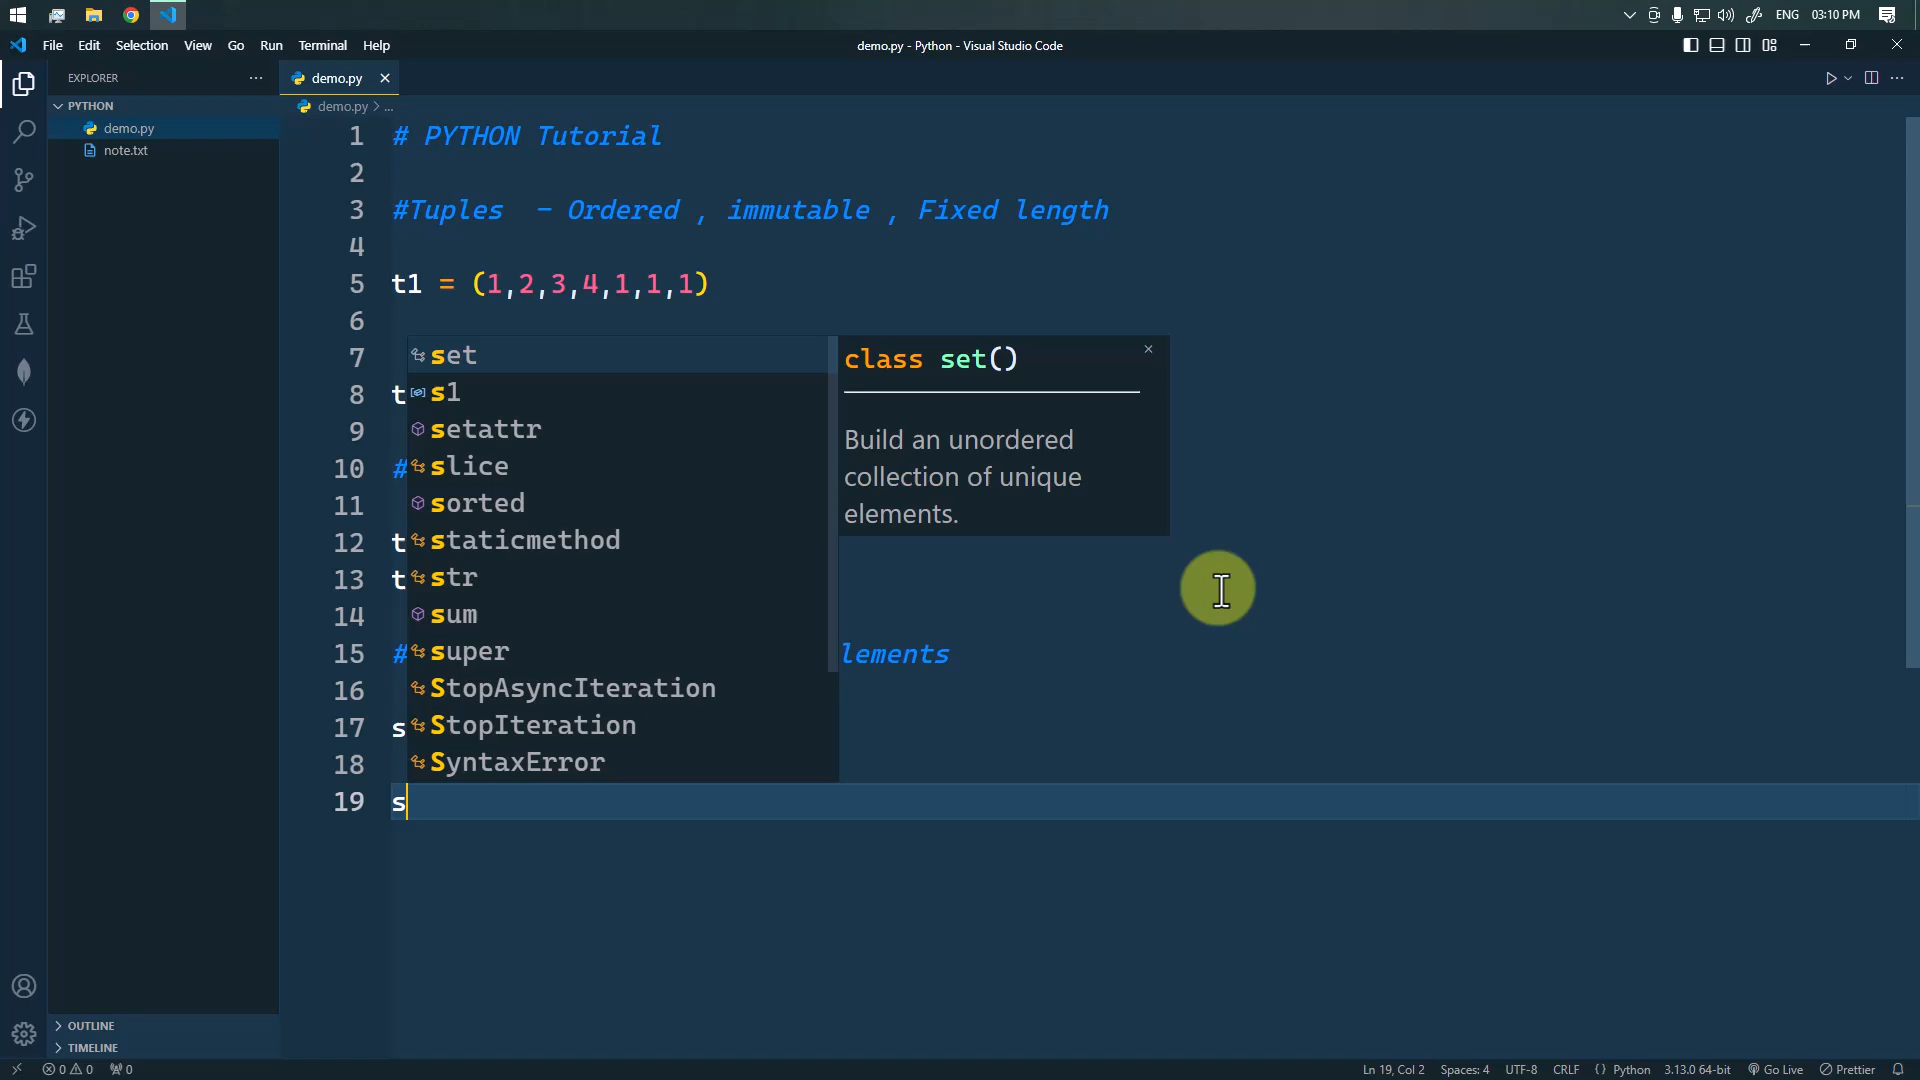 ENG 03:10 PM
File Edit Selection View Go Run Terminal Help
demo.py - Python - Visual Studio Code
EXPLORER ···
demo.py ×
PYTHON
demo.py > ...
demo.py
note.txt
1 # PYTHON Tutorial
2
3 #Tuples - Ordered , immutable , Fixed length
4
5 t1 = (1,2,3,4,1,1,1)
6
7 set
class set()
8 t s1
9 setattr
Build an unordered
10 # slice
collection of unique
11 sorted
elements.
12 t staticmethod
13 t str
14 sum
15 # super lements
16 StopAsyncIteration
17 s StopIteration
18 SyntaxError
19 s
OUTLINE
TIMELINE
0 0 0
Ln 19, Col 2 Spaces: 4 UTF-8 CRLF {} Python 3.13.0 64-bit Go Live Prettier